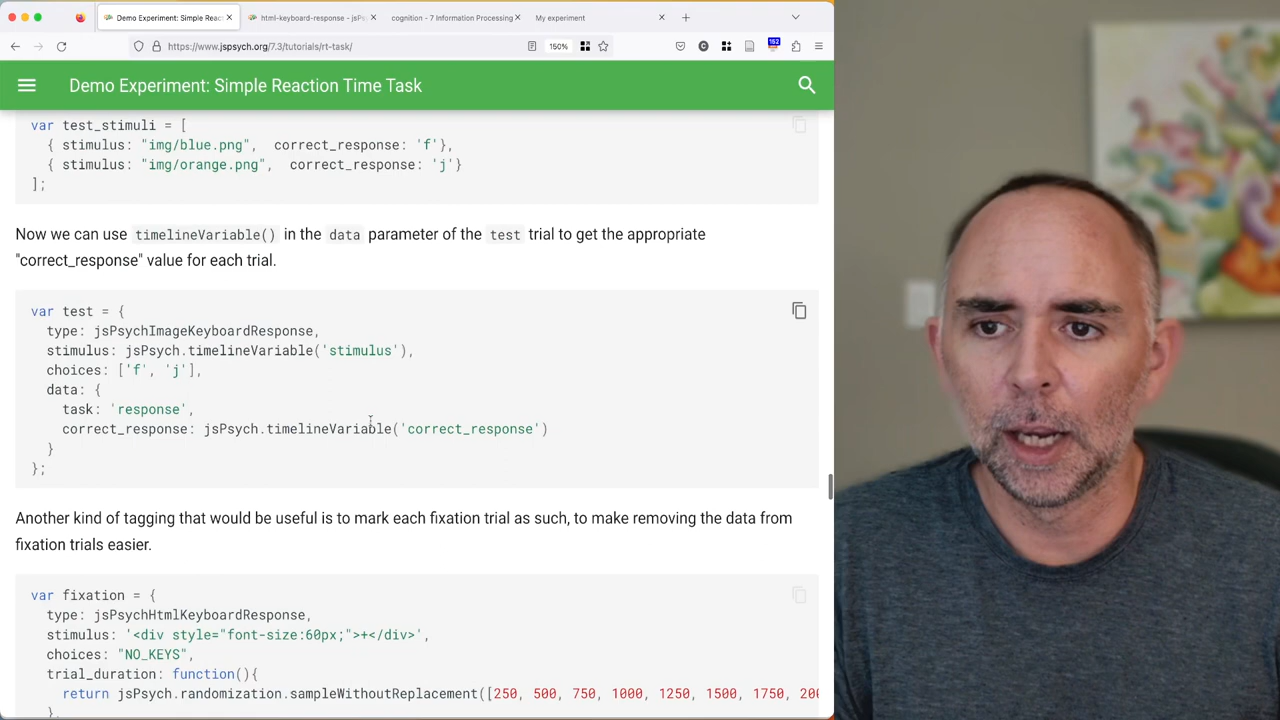 Demo Experiment: Simple Reac
html-keyboard-response - jsPs
cognition - 7 Information Processing
My experiment
https://www.jspsych.org/7.3/tutorials/rt-task/
150%
152
Demo Experiment: Simple Reaction Time Task
var test_stimuli = [
{ stimulus: "img/blue.png", correct_response: 'f'},
{ stimulus: "img/orange.png", correct_response: 'j'}
];
Now we can use timelineVariable() in the data parameter of the test trial to get the appropriate
"correct_response" value for each trial.
var test = {
type: jsPsychImageKeyboardResponse,
stimulus: jsPsych.timelineVariable('stimulus'),
choices: ['f', 'j'],
data: {
task: 'response',
correct_response: jsPsych.timelineVariable('correct_response')
}
};
Another kind of tagging that would be useful is to mark each fixation trial as such, to make removing the data from
fixation trials easier.
var fixation = {
type: jsPsychHtmlKeyboardResponse,
stimulus: '<div style="font-size:60px;">+</div>',
choices: "NO_KEYS",
trial_duration: function(){
return jsPsych.randomization.sampleWithoutReplacement([250, 500, 750, 1000, 1250, 1500, 1750, 200
},